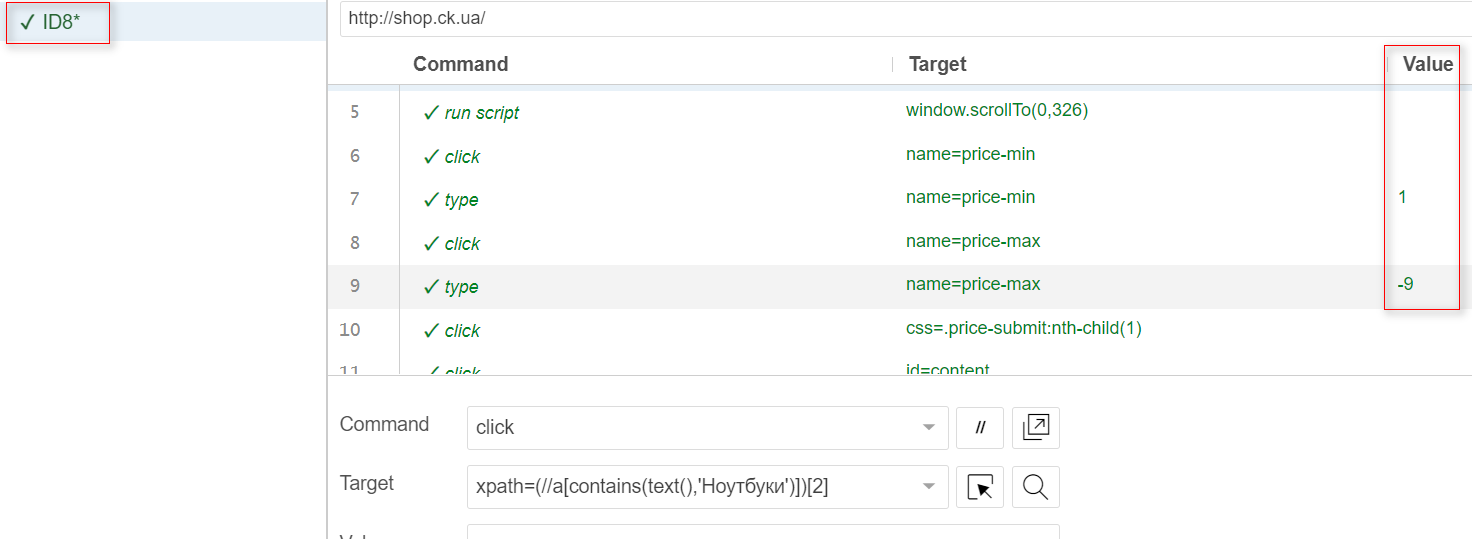 ✓ ID8*
http://shop.ck.ua/
Command Target Value
5 ✓ run script window.scrollTo(0,326)
6 ✓ click name=price-min
7 ✓ type name=price-min 1
8 ✓ click name=price-max
9 ✓ type name=price-max -9
10 ✓ click css=.price-submit:nth-child(1)
11 ✓ click id=content
Command click //
Target xpath=(//a[contains(text(),'Ноутбуки')])[2]
Value